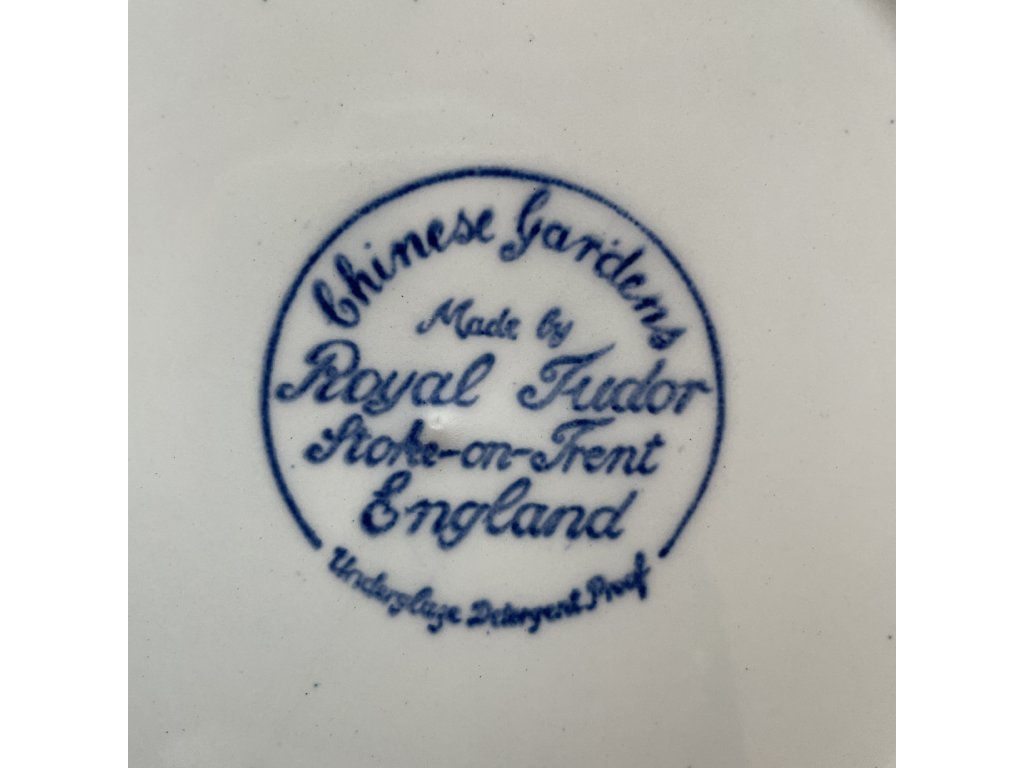 Chinese Gardens
Made by
Royal Tudor
Stoke-on-Trent
England
Underglaze Detergent Proof